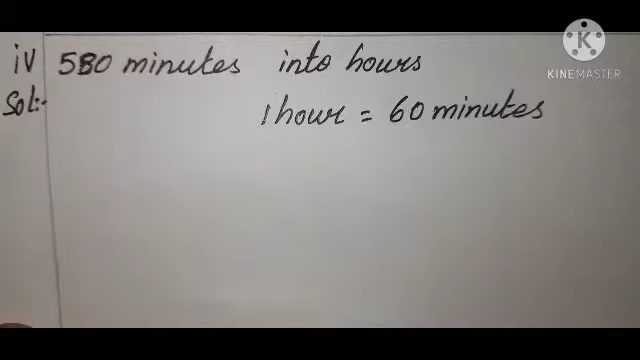 iv 580 minutes into hours
Sol:- 1 hour = 60 minutes
K
KINEMASTER